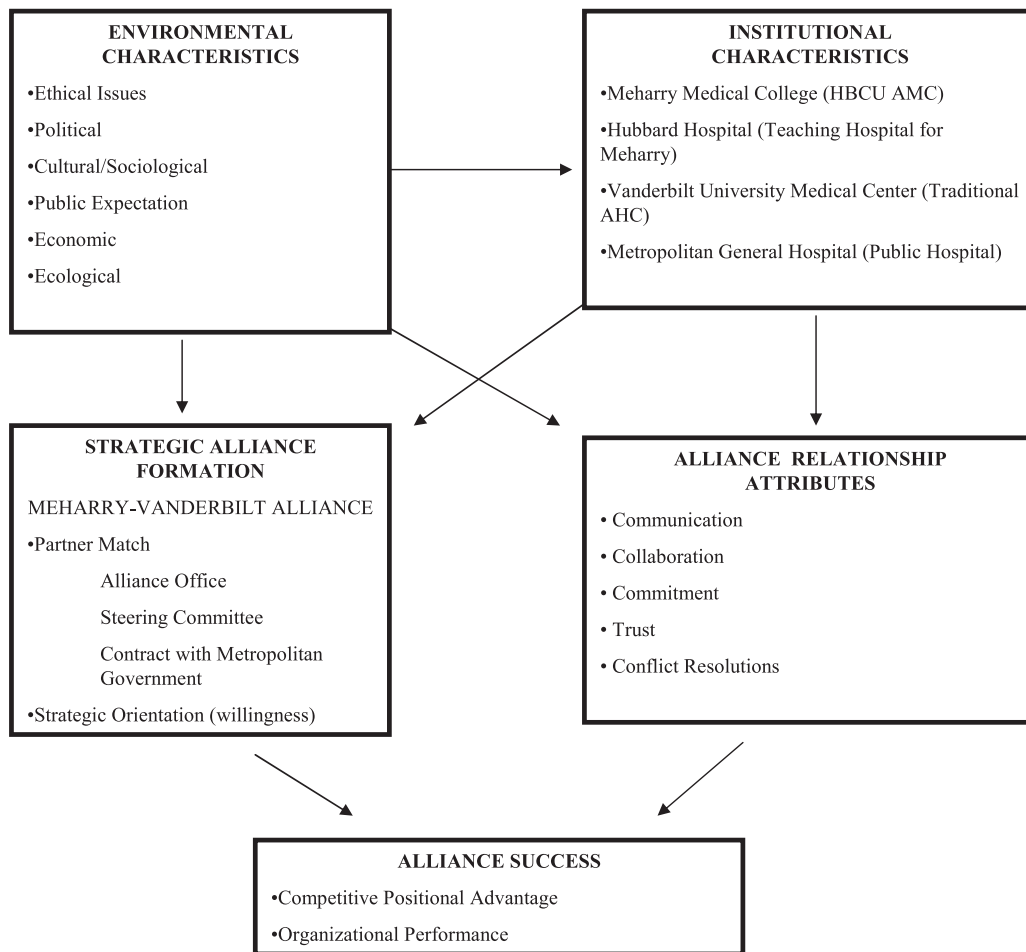 ENVIRONMENTAL
CHARACTERISTICS
•Ethical Issues
•Political
•Cultural/Sociological
•Public Expectation
•Economic
•Ecological
INSTITUTIONAL
CHARACTERISTICS
•Meharry Medical College (HBCU AMC)
•Hubbard Hospital (Teaching Hospital for
Meharry)
•Vanderbilt University Medical Center (Traditional
AHC)
•Metropolitan General Hospital (Public Hospital)
STRATEGIC ALLIANCE
FORMATION
MEHARRY-VANDERBILT ALLIANCE
•Partner Match
Alliance Office
Steering Committee
Contract with Metropolitan
Government
•Strategic Orientation (willingness)
ALLIANCE RELATIONSHIP
ATTRIBUTES
• Communication
• Collaboration
• Commitment
• Trust
• Conflict Resolutions
ALLIANCE SUCCESS
•Competitive Positional Advantage
•Organizational Performance